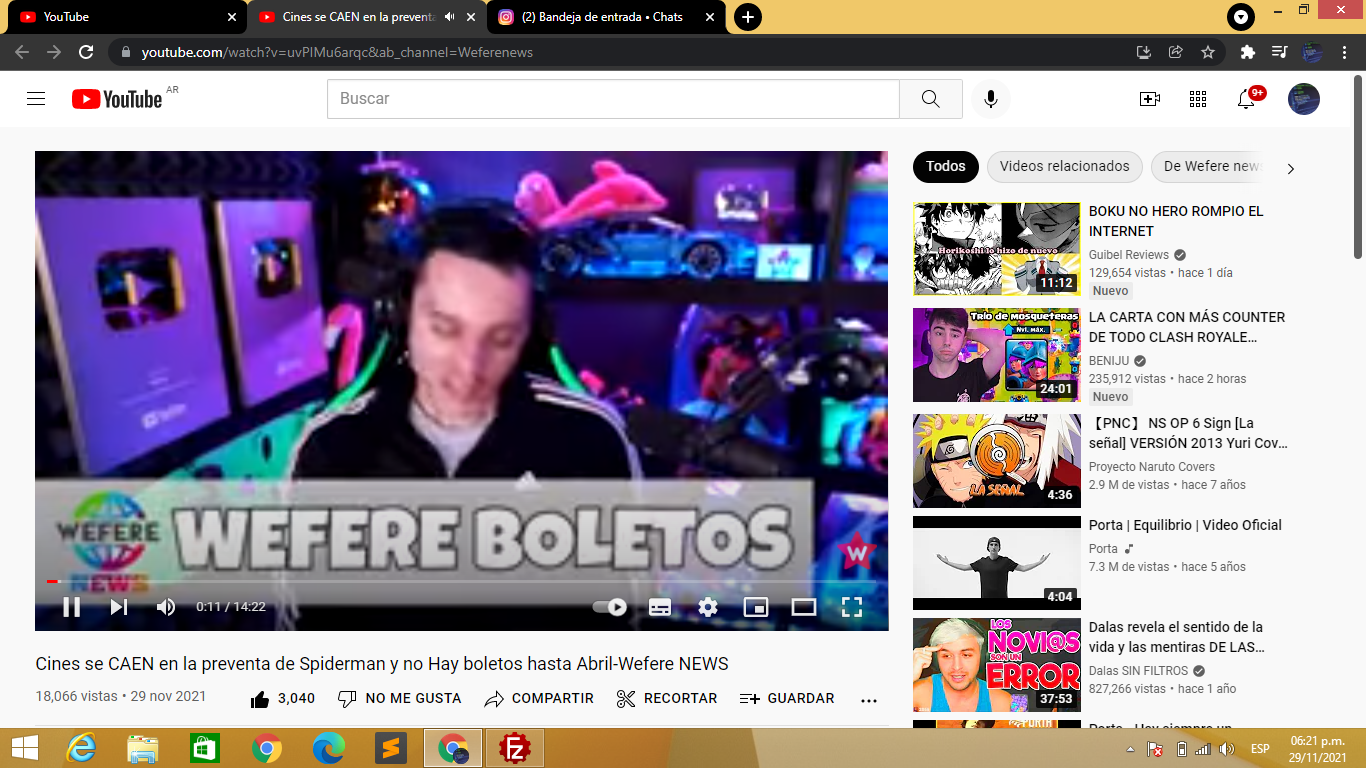 YouTube
Cines se CAEN en la preventa
(2) Bandeja de entrada • Chats
youtube.com/watch?v=uvPIMu6arqc&ab_channel=Weferenews
YouTube AR
Buscar
9+
WEFERE NEWS
WEFERE BOLETOS
W
0:11 / 14:22
Cines se CAEN en la preventa de Spiderman y no Hay boletos hasta Abril-Wefere NEWS
18,066 vistas • 29 nov 2021
3,040
NO ME GUSTA
COMPARTIR
RECORTAR
GUARDAR
Todos
Videos relacionados
De Wefere news
Horikoshi lo hizo de nuevo
11:12
BOKU NO HERO ROMPIO EL
INTERNET
Guibel Reviews
129,654 vistas • hace 1 día
Nuevo
Trío de mosqueteras
Nvl. máx.
24:01
LA CARTA CON MÁS COUNTER
DE TODO CLASH ROYALE…
BENIJU
235,912 vistas • hace 2 horas
Nuevo
LA SEÑAL
4:36
【PNC】 NS OP 6 Sign [La
señal] VERSIÓN 2013 Yuri Cov…
Proyecto Naruto Covers
2.9 M de vistas • hace 7 años
4:04
Porta | Equilibrio | Video Oficial
Porta
7.3 M de vistas • hace 5 años
LOS
NOVI@S
SON UN
ERROR
37:53
Dalas revela el sentido de la
vida y las mentiras DE LAS…
Dalas SIN FILTROS
827,266 vistas • hace 1 año
PORTA
Porta - Hay siempre un
ESP
06:21 p.m.
29/11/2021